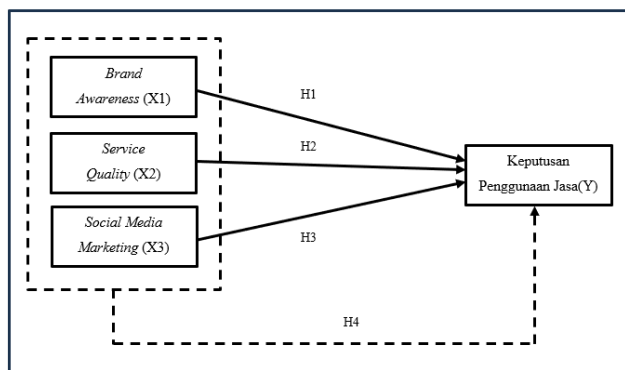 Brand
Awareness (X1)
H1
Service
Quality (X2)
H2
Keputusan
Penggunaan Jasa(Y)
Social Media
Marketing (X3)
H3
H4